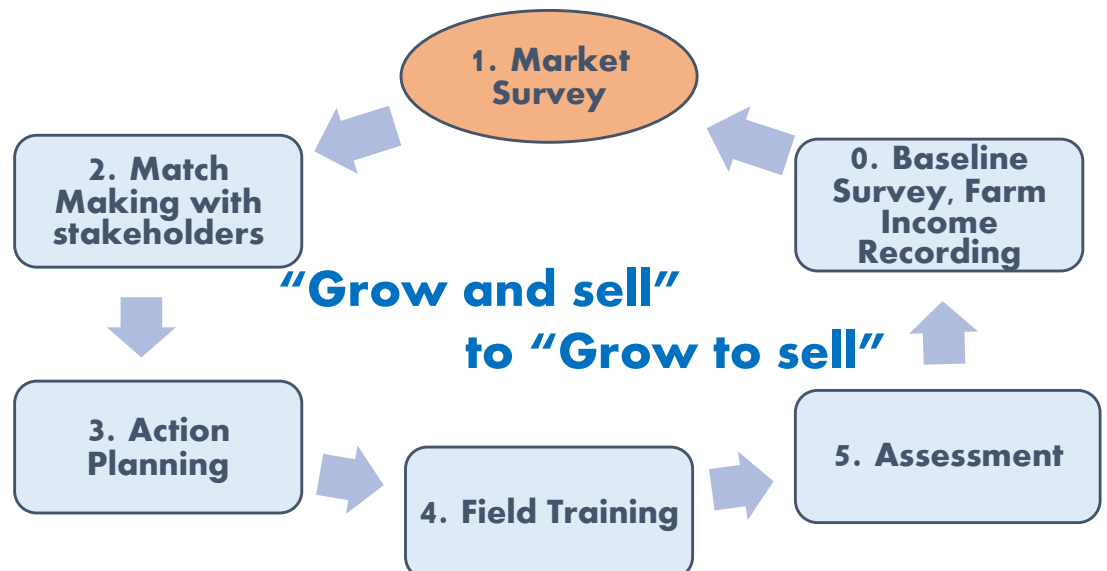 1. Market
Survey
2. Match
Making with
stakeholders
0. Baseline
Survey, Farm
Income
Recording
“Grow and sell”
to “Grow to sell”
3. Action
Planning
4. Field Training
5. Assessment